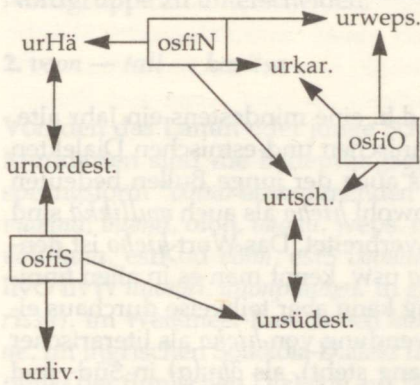 urweps.
urHä
osfiN
urkar.
osfiO
urnordest.
urtsch.
osfiS
ursüdest.
urliv.